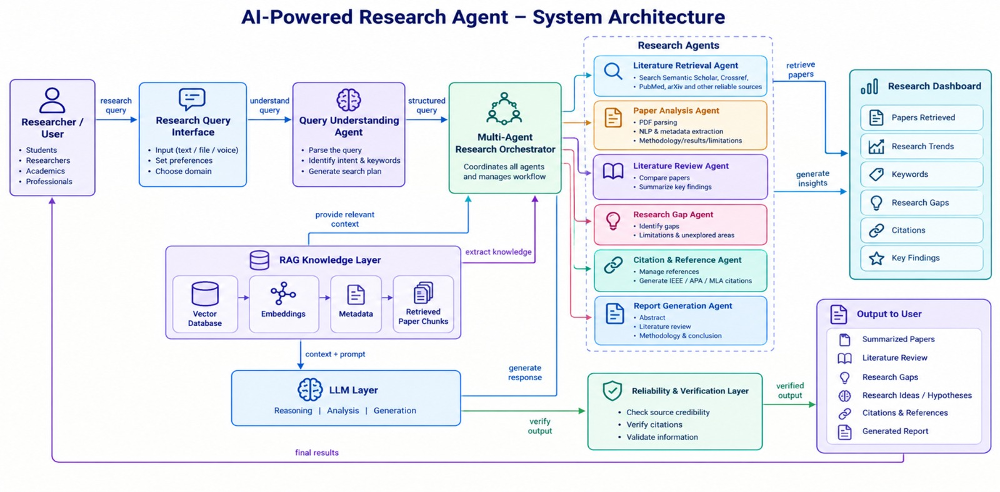 AI-Powered Research Agent – System Architecture
Researcher /
User
• Students
• Researchers
• Academics
• Professionals
research
query
Research Query
Interface
• Input (text / file / voice)
• Set preferences
• Choose domain
understand
query
Query Understanding
Agent
• Parse the query
• Identify intent & keywords
• Generate search plan
structured
query
Multi-Agent
Research Orchestrator
Coordinates all agents
and manages workflow
Research Agents
Literature Retrieval Agent
• Search Semantic Scholar, Crossref,
• PubMed, arXiv and other reliable sources
Paper Analysis Agent
• PDF parsing
• NLP & metadata extraction
• Methodology/results/limitations
Literature Review Agent
• Compare papers
• Summarize key findings
Research Gap Agent
• Identify gaps
• Limitations & unexplored areas
Citation & Reference Agent
• Manage references
• Generate IEEE / APA / MLA citations
Report Generation Agent
• Abstract
• Literature review
• Methodology & conclusion
retrieve
papers
generate
insights
Research Dashboard
Papers Retrieved
Research Trends
Keywords
Research Gaps
Citations
Key Findings
provide relevant
context
extract knowledge
RAG Knowledge Layer
Vector
Database
Embeddings
Metadata
Retrieved
Paper Chunks
context + prompt
LLM Layer
Reasoning | Analysis | Generation
generate
response
verify
output
Reliability & Verification Layer
• Check source credibility
• Verify citations
• Validate information
verified
output
Output to User
Summarized Papers
Literature Review
Research Gaps
Research Ideas / Hypotheses
Citations & References
Generated Report
final results